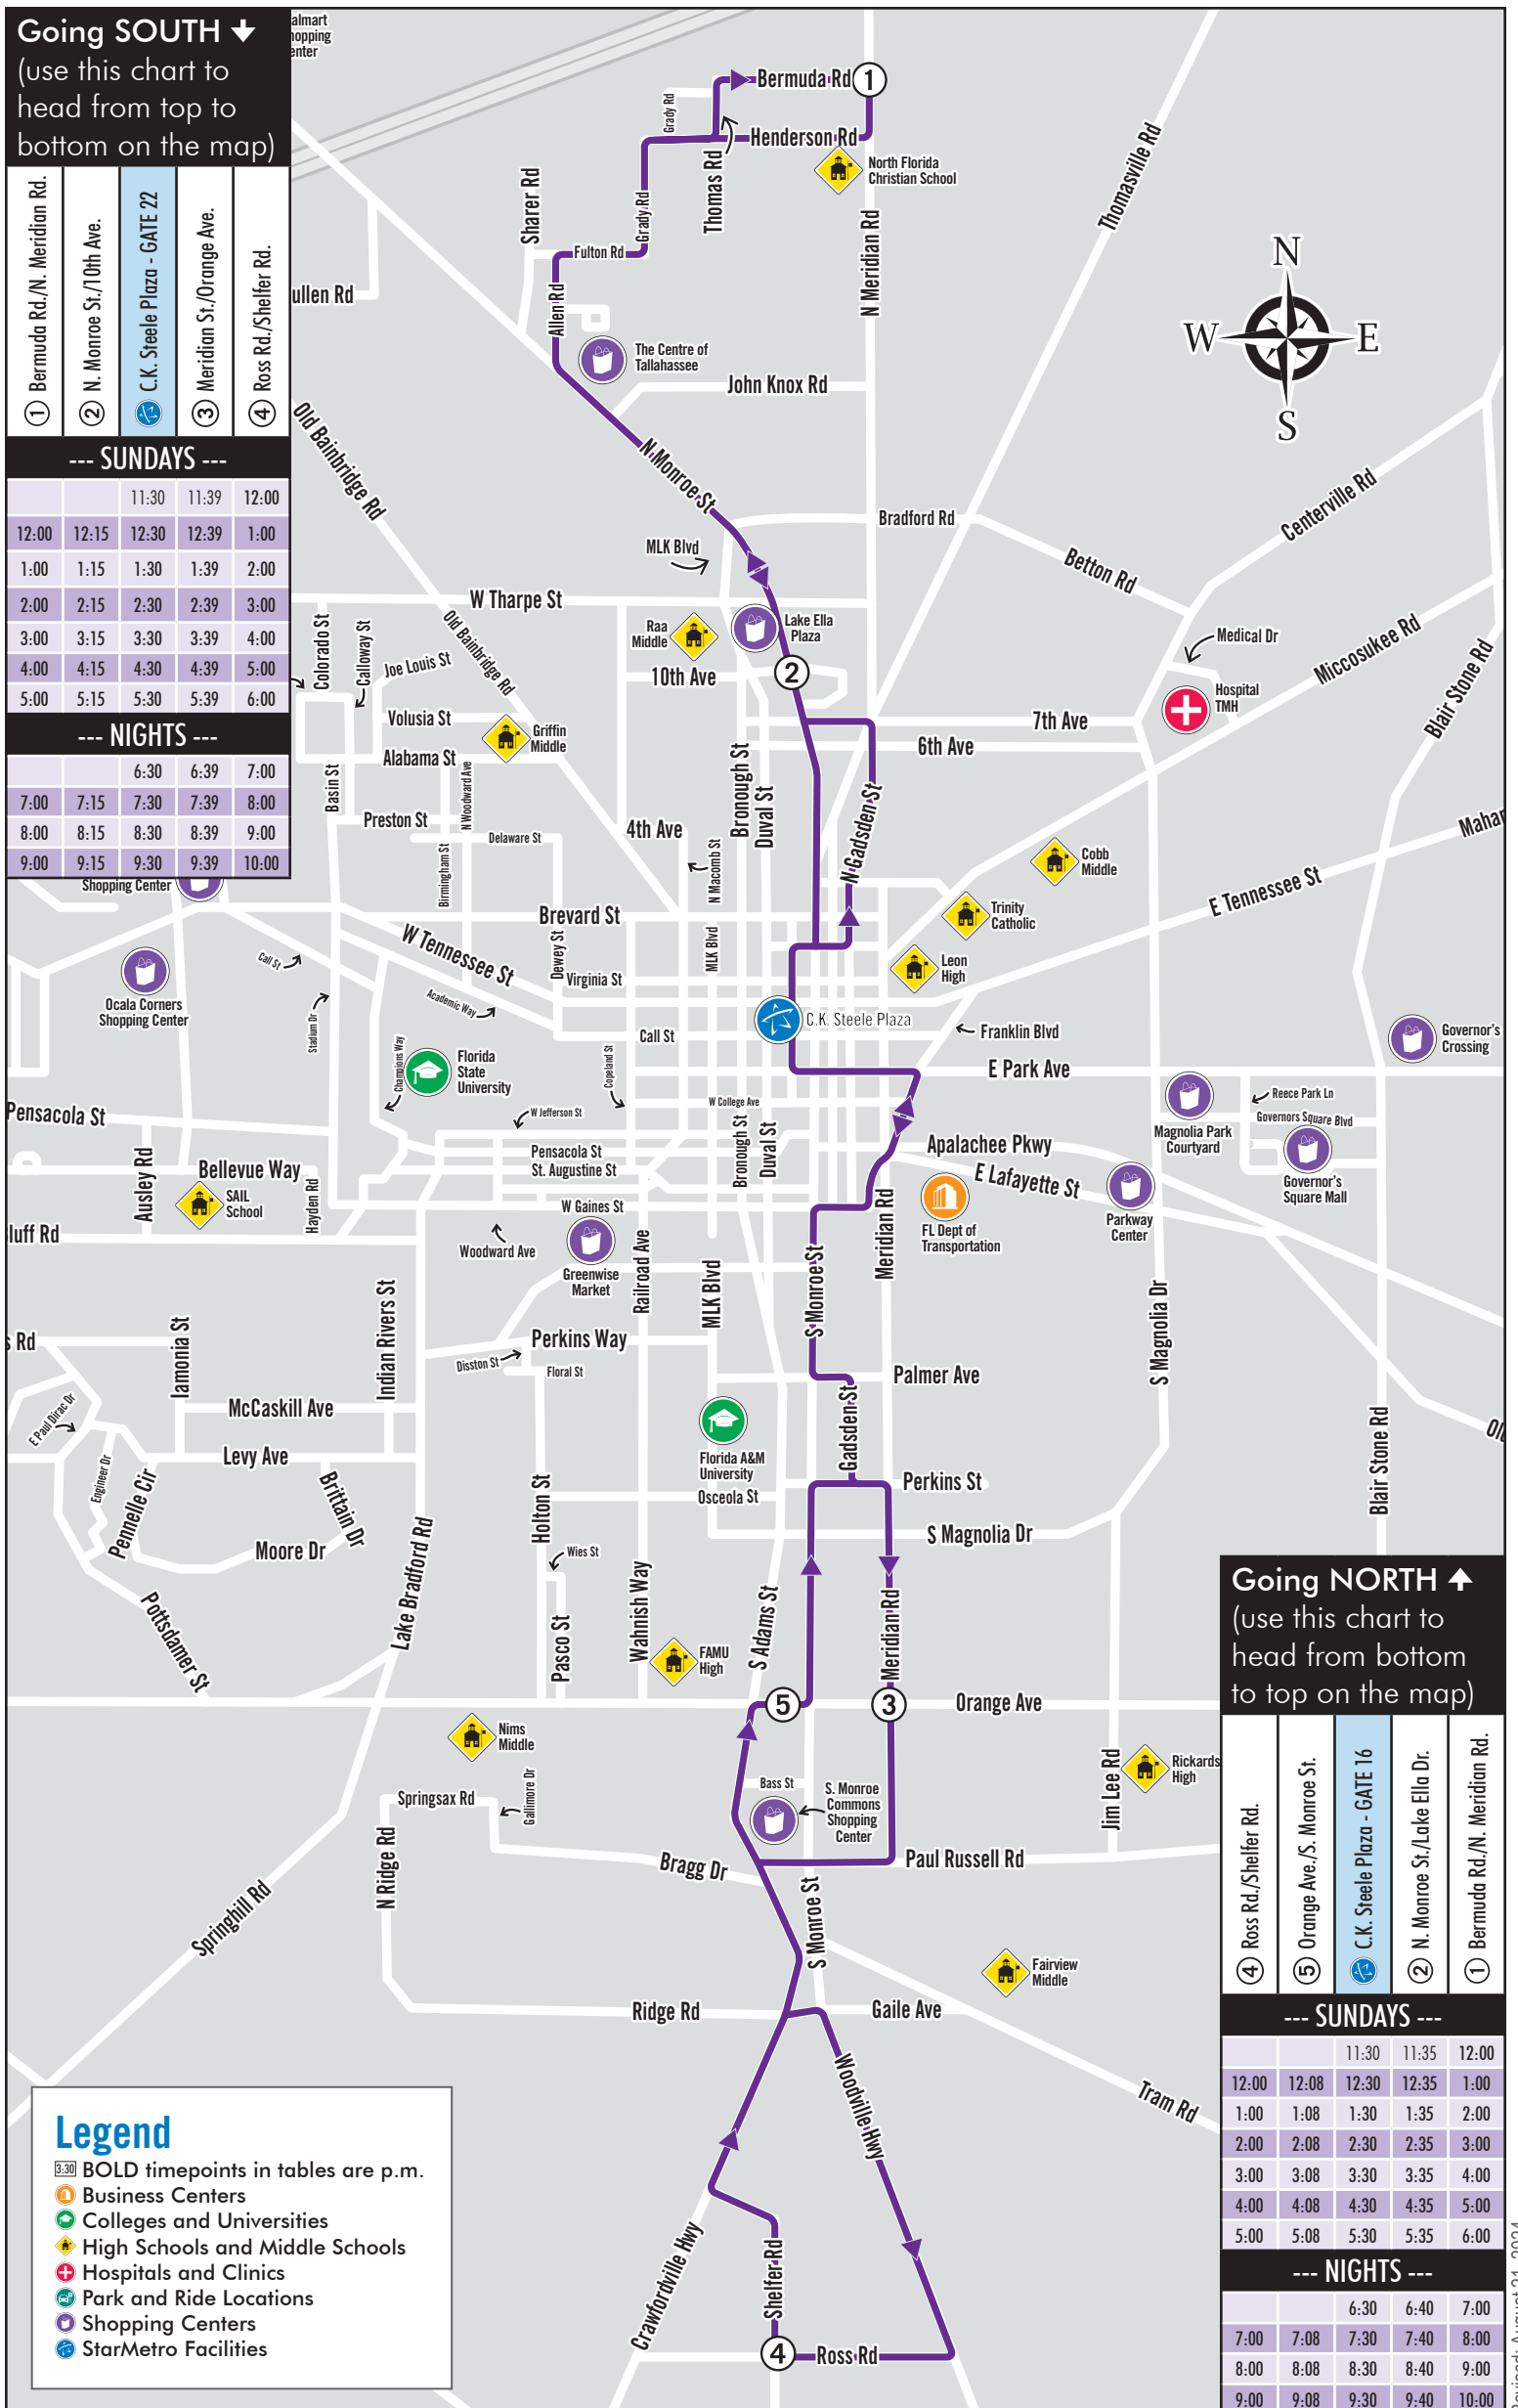 Going SOUTH
(use this chart to
head from top to
bottom on the map)
1 Bermuda Rd./N. Meridian Rd.
2 N. Monroe St./10th Ave.
C.K. Steele Plaza - GATE 22
3 Meridian St./Orange Ave.
4 Ross Rd./Shelfer Rd.
--- SUNDAYS ---
11:30 11:39 12:00
12:00 12:15 12:30 12:39 1:00
1:00 1:15 1:30 1:39 2:00
2:00 2:15 2:30 2:39 3:00
3:00 3:15 3:30 3:39 4:00
4:00 4:15 4:30 4:39 5:00
5:00 5:15 5:30 5:39 6:00
--- NIGHTS ---
6:30 6:39 7:00
7:00 7:15 7:30 7:39 8:00
8:00 8:15 8:30 8:39 9:00
9:00 9:15 9:30 9:39 10:00
almart
hopping
enter
Bermuda Rd
1
Grady Rd
Henderson Rd
Thomas Rd
North Florida
Christian School
Thomasville Rd
Sharer Rd
Grady Rd
Fulton Rd
N Meridian Rd
N
W
E
S
ullen Rd
Allen Rd
The Centre of
Tallahassee
John Knox Rd
Old Bainbridge Rd
N Monroe St
Bradford Rd
Centerville Rd
MLK Blvd
Betton Rd
W Tharpe St
Old Bainbridge Rd
Raa
Middle
Lake Ella
Plaza
Medical Dr
Miccosukee Rd
Colorado St
Calloway St
Joe Louis St
10th Ave
2
Hospital
TMH
Blair Stone Rd
Volusia St
Griffin
Middle
7th Ave
6th Ave
Alabama St
Basin St
N Woodward Ave
Bronough St
Duval St
N Gadsden St
Preston St
Delaware St
4th Ave
Mahan
Birmingham St
N Macomb St
Cobb
Middle
Shopping Center
E Tennessee St
Brevard St
Trinity
Catholic
W Tennessee St
Dewey St
MLK Blvd
Call St
Virginia St
Leon
High
Ocala Corners
Shopping Center
Academic Way
Stadium Dr
C.K. Steele Plaza
Call St
Franklin Blvd
Governor's
Crossing
Champions Way
Florida
State
University
Copeland St
E Park Ave
Reece Park Ln
Pensacola St
W Jefferson St
W College Ave
Magnolia Park
Courtyard
Governors Square Blvd
Pensacola St
St. Augustine St
Bronough St
Duval St
Apalachee Pkwy
E Lafayette St
Ausley Rd
Bellevue Way
SAIL
School
Hayden Rd
Governor's
Square Mall
W Gaines St
Meridian Rd
FL Dept of
Transportation
Parkway
Center
luff Rd
Woodward Ave
Greenwise
Market
Railroad Ave
MLK Blvd
S Monroe St
S Magnolia Dr
s Rd
Iamonia St
Indian Rivers St
Perkins Way
Disston St
Floral St
Palmer Ave
E Paul Dirac Dr
McCaskill Ave
Florida A&M
University
Gadsden St
Blair Stone Rd
Old
Levy Ave
Engineer Dr
Pennelle Cir
Brittain Dr
Holton St
Osceola St
Perkins St
Moore Dr
Wies St
S Magnolia Dr
Lake Bradford Rd
Pottsdamer St
Pasco St
Wahnish Way
FAMU
High
S Adams St
Meridian Rd
5
3
Orange Ave
Nims
Middle
Jim Lee Rd
Rickards
High
Springsax Rd
Gallimore Dr
Bass St
S. Monroe
Commons
Shopping
Center
N Ridge Rd
Bragg Dr
Paul Russell Rd
Springhill Rd
S Monroe St
Fairview
Middle
Ridge Rd
Gaile Ave
Woodville Hwy
Tram Rd
Crawfordville Hwy
Shelfer Rd
4
Ross Rd
Legend
3:30 BOLD timepoints in tables are p.m.
Business Centers
Colleges and Universities
High Schools and Middle Schools
Hospitals and Clinics
Park and Ride Locations
Shopping Centers
StarMetro Facilities
Going NORTH
(use this chart to
head from bottom
to top on the map)
4 Ross Rd./Shelfer Rd.
5 Orange Ave./S. Monroe St.
C.K. Steele Plaza - GATE 16
2 N. Monroe St./Lake Ella Dr.
1 Bermuda Rd./N. Meridian Rd.
--- SUNDAYS ---
11:30 11:35 12:00
12:00 12:08 12:30 12:35 1:00
1:00 1:08 1:30 1:35 2:00
2:00 2:08 2:30 2:35 3:00
3:00 3:08 3:30 3:35 4:00
4:00 4:08 4:30 4:35 5:00
5:00 5:08 5:30 5:35 6:00
--- NIGHTS ---
6:30 6:40 7:00
7:00 7:08 7:30 7:40 8:00
8:00 8:08 8:30 8:40 9:00
9:00 9:08 9:30 9:40 10:00
Revised: August 21, 2024